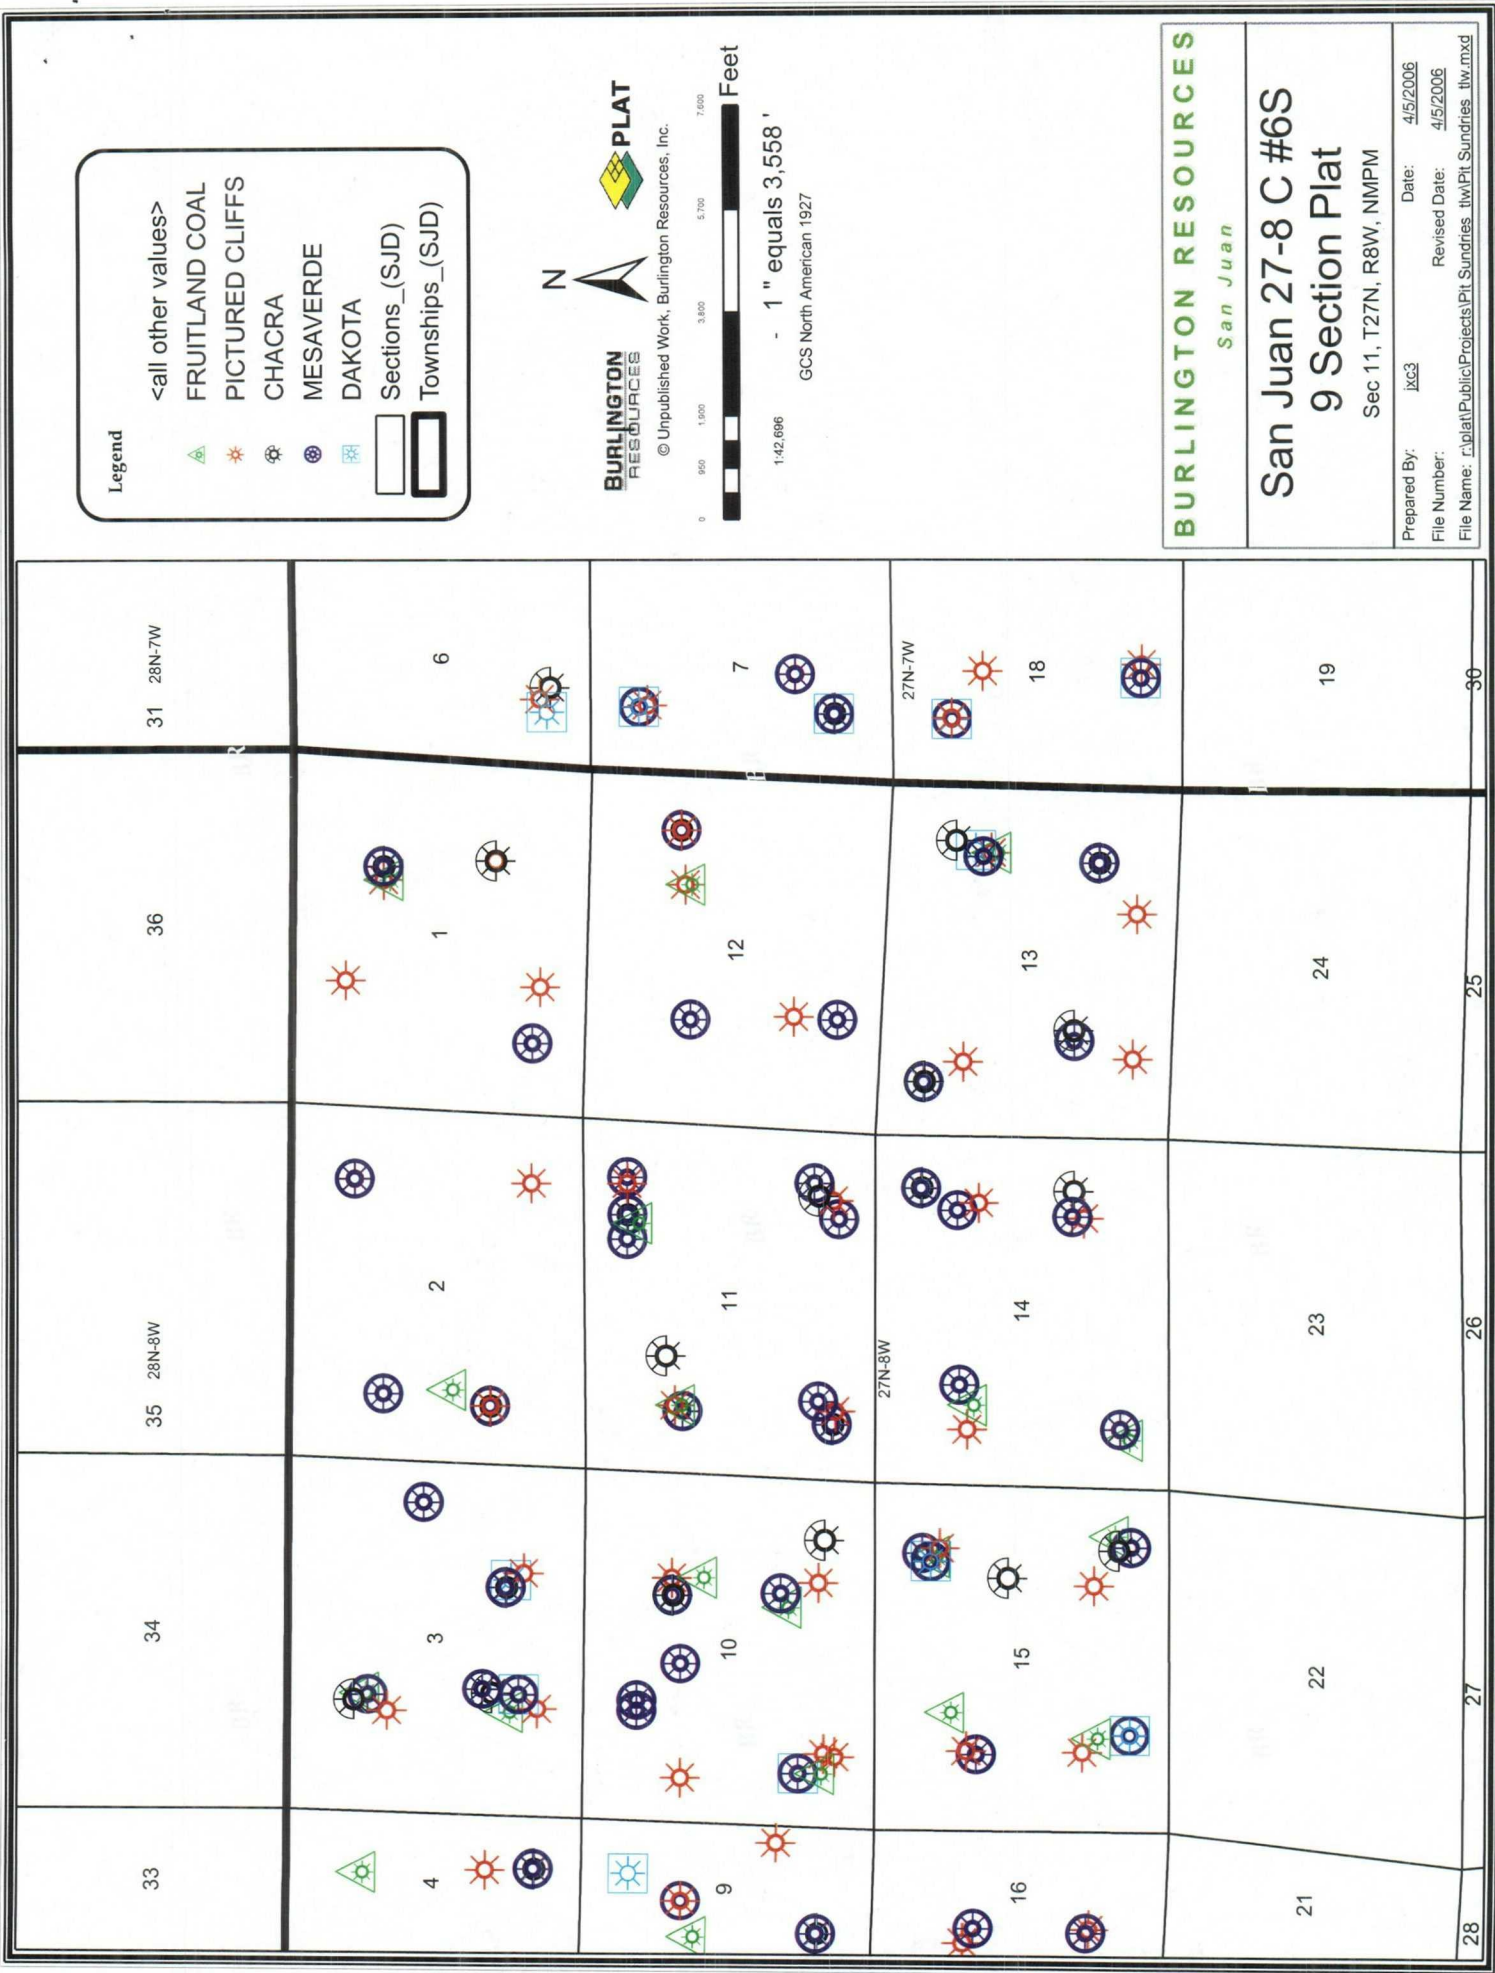 33
34
35 28N-8W
36
31 28N-7W
4
3
2
1
6
9
10
11
12
7
27N-8W
27N-7W
16
15
14
13
18
21
22
23
24
19
28
27
26
25
30
Legend
<all other values>
FRUITLAND COAL
PICTURED CLIFFS
CHACRA
MESAVERDE
DAKOTA
Sections_(SJD)
Townships_(SJD)
N
BURLINGTON
RESOURCES
PLAT
© Unpublished Work, Burlington Resources, Inc.
0 950 1,900 3,800 5,700 7,600
Feet
1:42,696 - 1 " equals 3,558 '
GCS North American 1927
BURLINGTON RESOURCES
San Juan
San Juan 27-8 C #6S
9 Section Plat
Sec 11, T27N, R8W, NMPM
Prepared By: jxc3 Date: 4/5/2006
File Number: Revised Date: 4/5/2006
File Name: r:\plat\Public\Projects\Pit Sundries tlw\Pit Sundries tlw.mxd